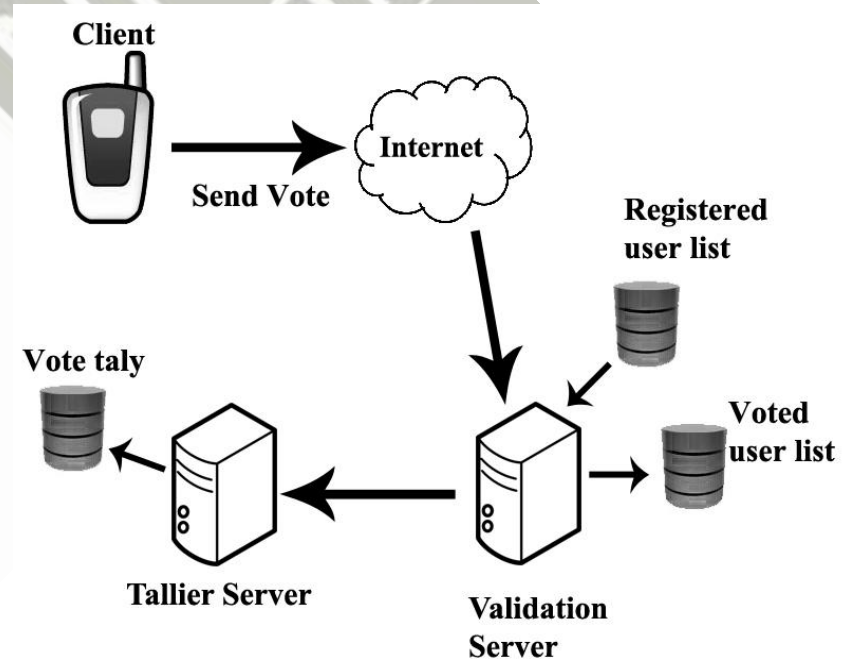 Client
Internet
Send Vote
Registered
user list
Vote taly
Voted
user list
Tallier Server
Validation
Server